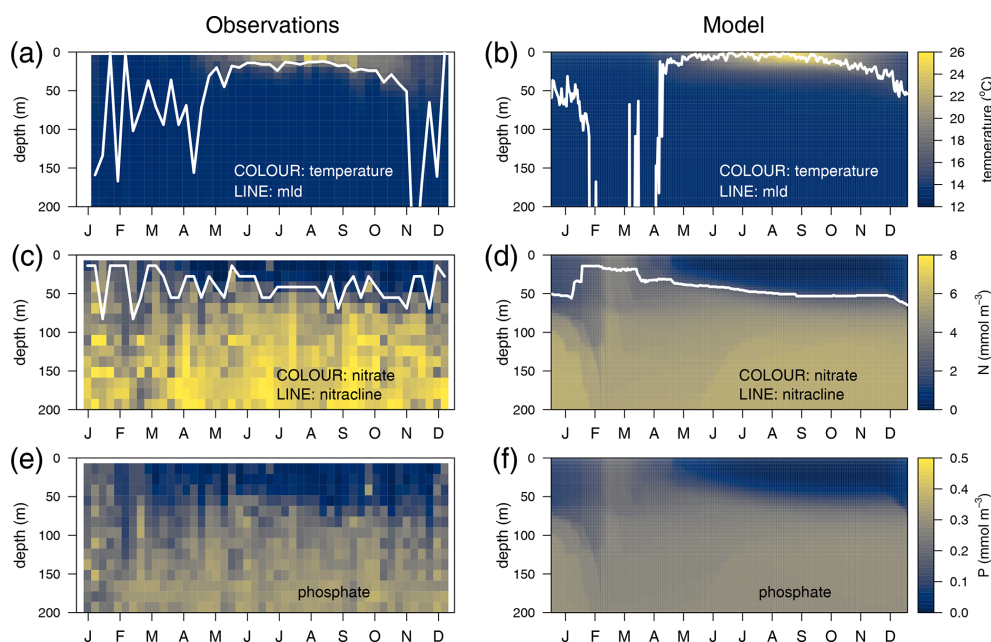 Observations Model
(a) (b)
0
50
100
150
200
depth (m)
COLOUR: temperature
LINE: mld
J F M A M J J A S O N D
0
50
100
150
200
depth (m)
COLOUR: temperature
LINE: mld
J F M A M J J A S O N D
26
24
22
20
18
16
14
12
temperature (°C)
(c) (d)
0
50
100
150
200
depth (m)
COLOUR: nitrate
LINE: nitracline
J F M A M J J A S O N D
0
50
100
150
200
depth (m)
COLOUR: nitrate
LINE: nitracline
J F M A M J J A S O N D
8
6
4
2
0
N (mmol m⁻³)
(e) (f)
0
50
100
150
200
depth (m)
phosphate
J F M A M J J A S O N D
0
50
100
150
200
depth (m)
phosphate
J F M A M J J A S O N D
0.5
0.4
0.3
0.2
0.1
0.0
P (mmol m⁻³)